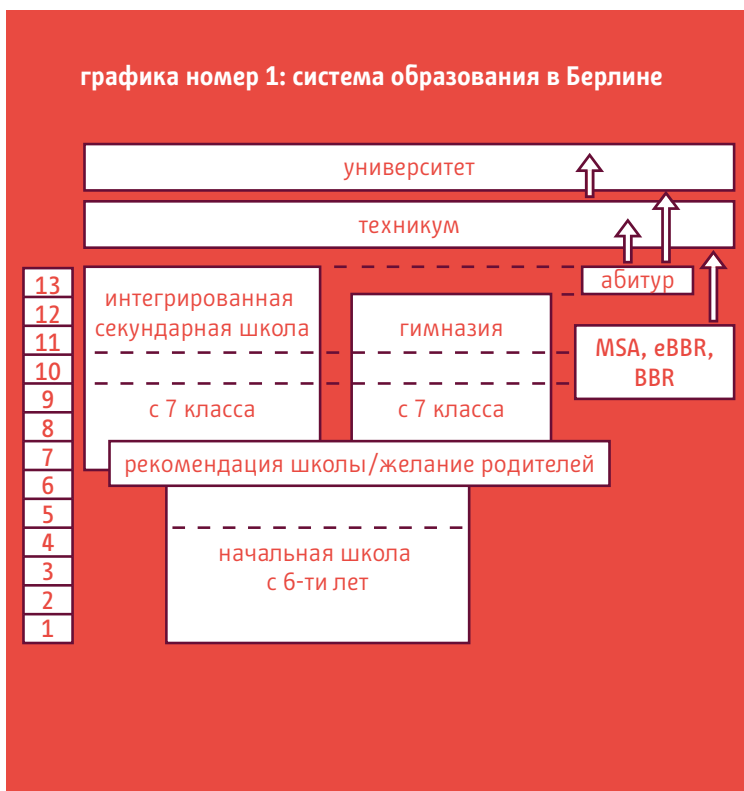 графика номер 1: система образования в Берлине
университет
техникум
13
12
11
10
9
8
7
6
5
4
3
2
1
интегрированная
секундарная школа
с 7 класса
гимназия
с 7 класса
абитур
MSA, eBBR,
BBR
рекомендация школы/желание родителей
начальная школа
с 6-ти лет